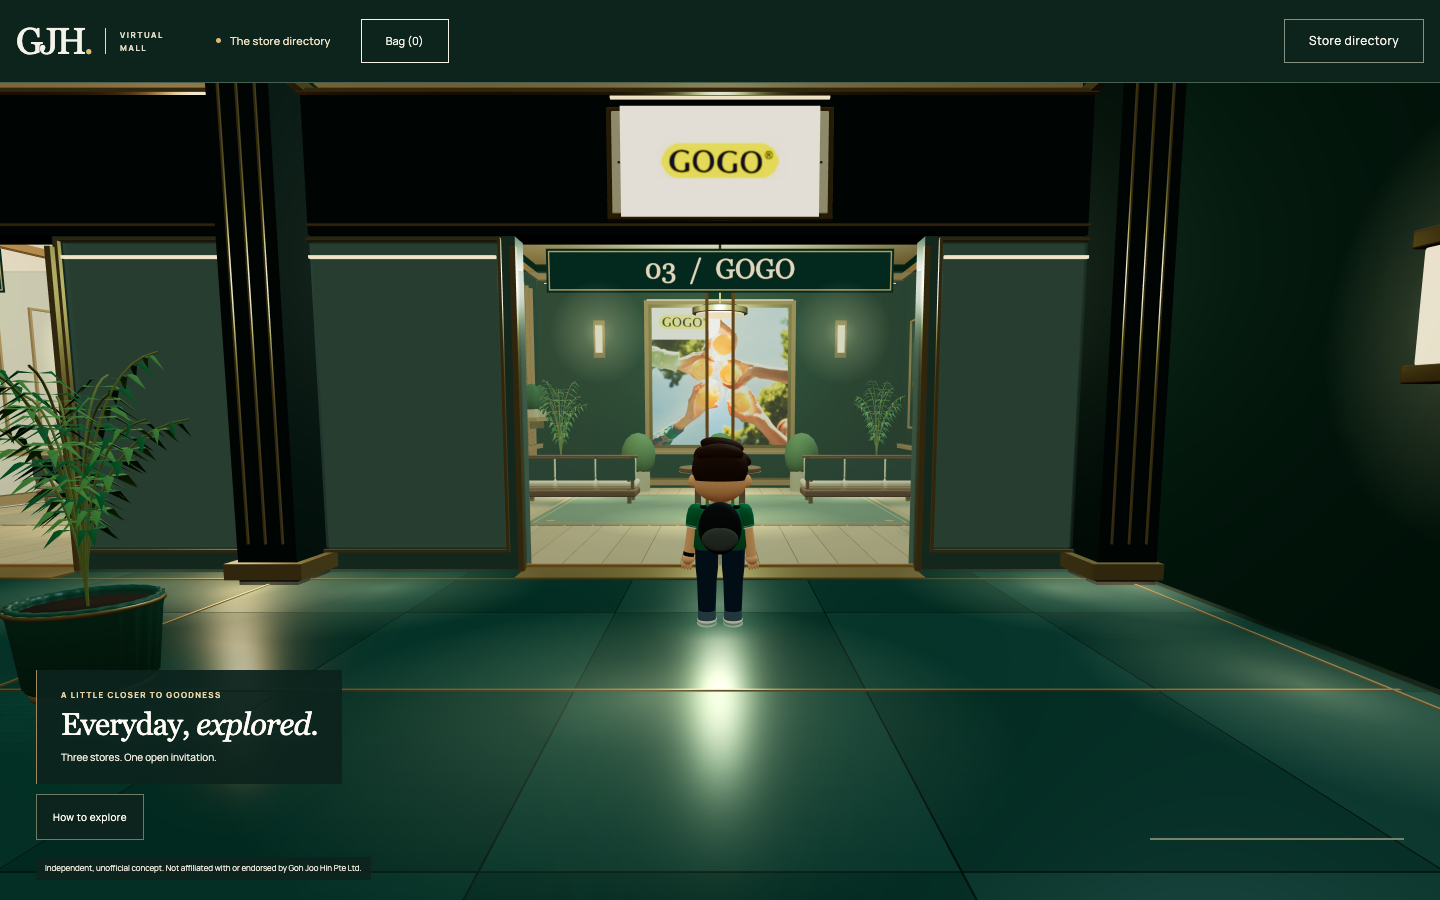 GJH.
VIRTUAL
MALL
The store directory
Bag (0)
Store directory
GOGO®
03 / GOGO
GOGO
A LITTLE CLOSER TO GOODNESS
Everyday, explored.
Three stores. One open invitation.
How to explore
Independent, unofficial concept. Not affiliated with or endorsed by Goh Joo Hin Pte Ltd.